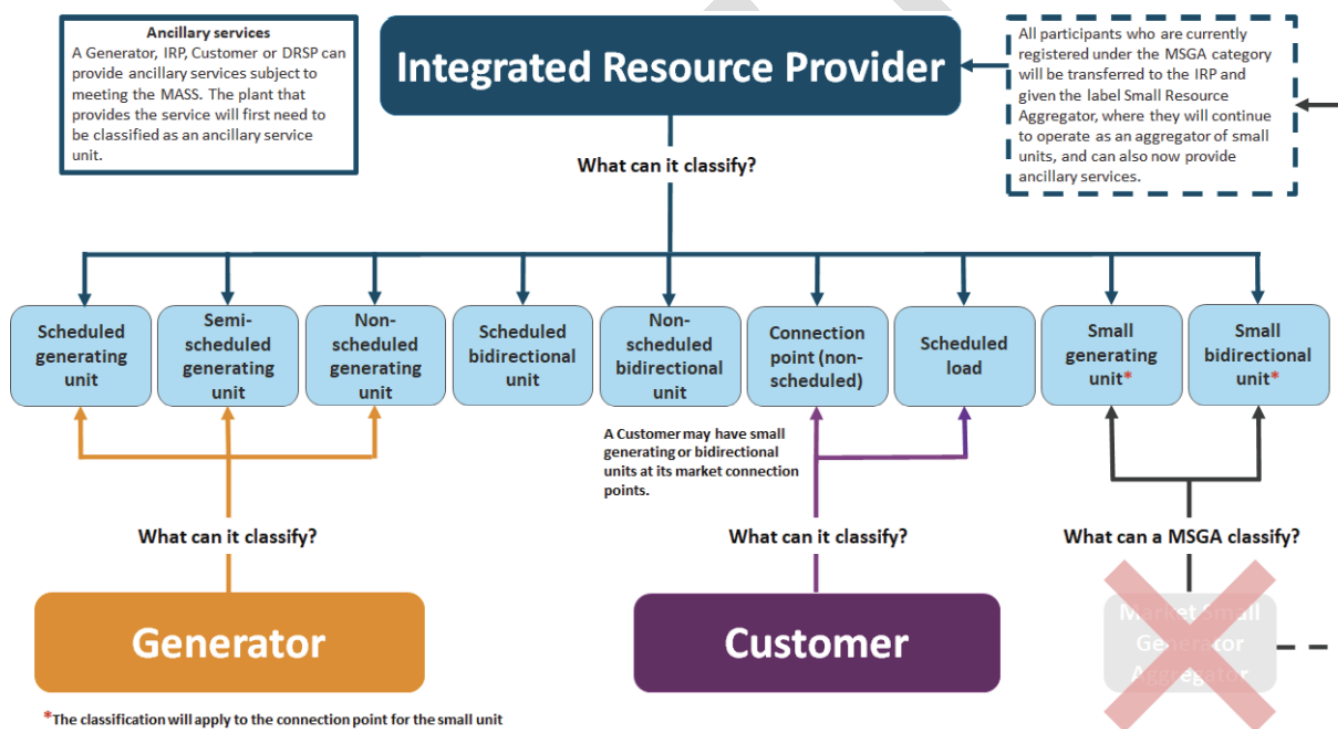 Ancillary services
A Generator, IRP, Customer or DRSP can
provide ancillary services subject to
meeting the MASS. The plant that
provides the service will first need to
be classified as an ancillary service
unit.
Integrated Resource Provider
All participants who are currently
registered under the MSGA category
will be transferred to the IRP and
given the label Small Resource
Aggregator, where they will continue
to operate as an aggregator of small
units, and can also now provide
ancillary services.
What can it classify?
Scheduled
generating
unit
Semi-
scheduled
generating
unit
Non-
scheduled
generating unit
Scheduled
bidirectional
unit
Non-
scheduled
bidirectional
unit
Connection
point (non-
scheduled)
Scheduled
load
Small
generating
unit*
Small
bidirectional
unit*
A Customer may have small
generating or bidirectional
units at its market connection
points.
What can it classify?
What can it classify?
What can a MSGA classify?
Generator
Customer
Market Small
Generator
Aggregator
*The classification will apply to the connection point for the small unit